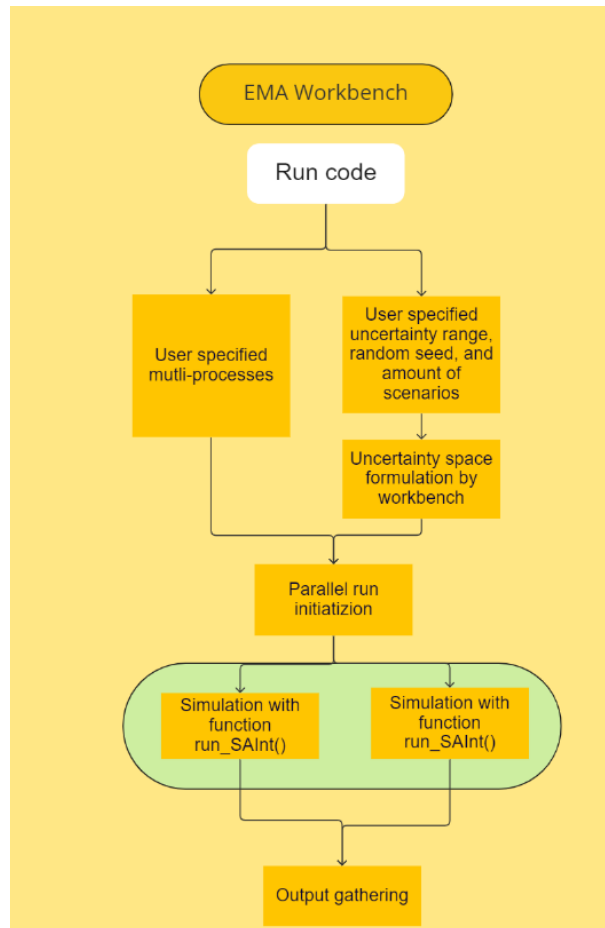 EMA Workbench
Run code
User specified
mutli-processes
User specified
uncertainty range,
random seed, and
amount of
scenarios
Uncertainty space
formulation by
workbench
Parallel run
initiatizion
Simulation with
function
run_SAInt()
Simulation with
function
run_SAInt()
Output gathering